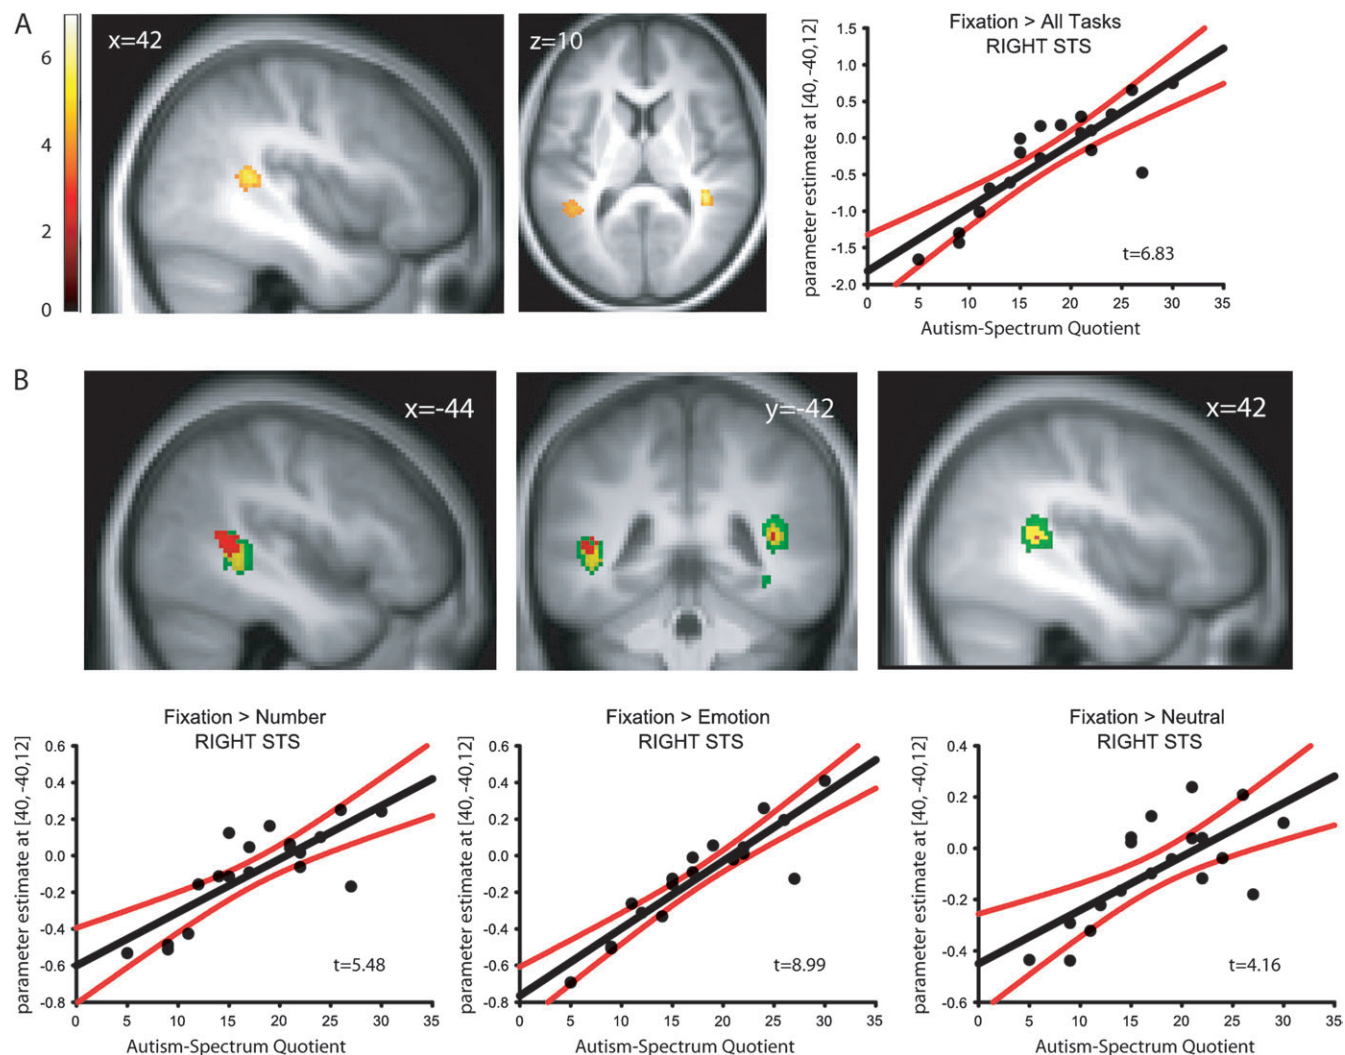 A
x=42
z=10
6
4
2
0
Fixation > All Tasks
RIGHT STS
parameter estimate at [40,-40,12]
1.5
1.0
0.5
0.0
-0.5
-1.0
-1.5
-2.0
t=6.83
0 5 10 15 20 25 30 35
Autism-Spectrum Quotient
B
x=-44
y=-42
x=42
Fixation > Number
RIGHT STS
parameter estimate at [40,-40,12]
0.6
0.4
0.2
0.0
-0.2
-0.4
-0.6
-0.8
t=5.48
0 5 10 15 20 25 30 35
Autism-Spectrum Quotient
Fixation > Emotion
RIGHT STS
parameter estimate at [40,-40,12]
0.6
0.4
0.2
0.0
-0.2
-0.4
-0.6
-0.8
t=8.99
0 5 10 15 20 25 30 35
Autism-Spectrum Quotient
Fixation > Neutral
RIGHT STS
parameter estimate at [40,-40,12]
0.4
0.2
0.0
-0.2
-0.4
-0.6
t=4.16
0 5 10 15 20 25 30 35
Autism-Spectrum Quotient